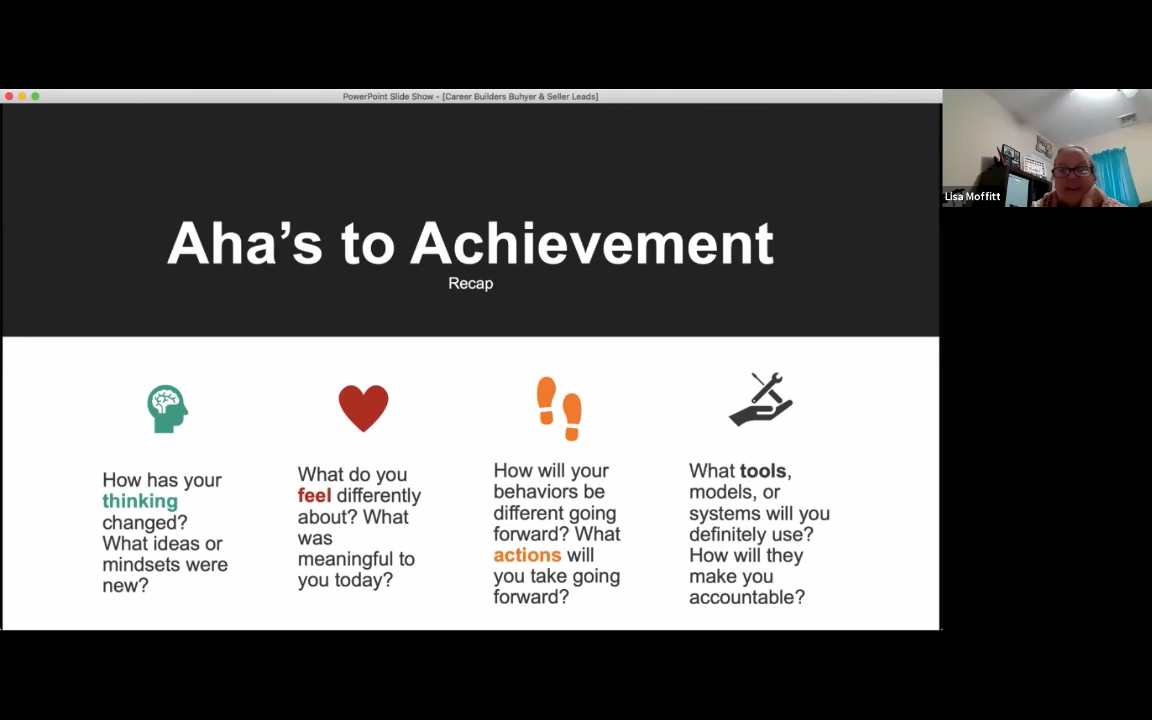 PowerPoint Slide Show - [Career Builders Buhyer & Seller Leads]
Aha's to Achievement
Recap
How has your
thinking
changed?
What ideas or
mindsets were
new?
What do you
feel differently
about? What
was
meaningful to
you today?
How will your
behaviors be
different going
forward? What
actions will
you take going
forward?
What tools,
models, or
systems will you
definitely use?
How will they
make you
accountable?
Lisa Moffitt